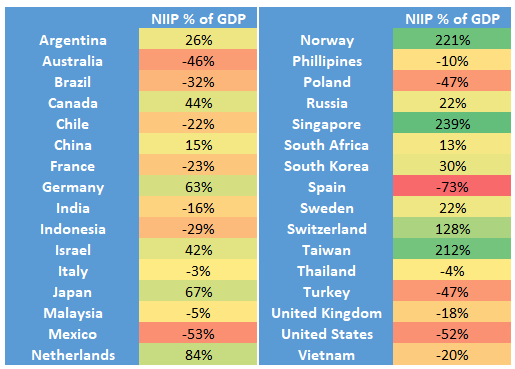 NIIP % of GDP
Argentina 26%
Australia -46%
Brazil -32%
Canada 44%
Chile -22%
China 15%
France -23%
Germany 63%
India -16%
Indonesia -29%
Israel 42%
Italy -3%
Japan 67%
Malaysia -5%
Mexico -53%
Netherlands 84%
NIIP % of GDP
Norway 221%
Phillipines -10%
Poland -47%
Russia 22%
Singapore 239%
South Africa 13%
South Korea 30%
Spain -73%
Sweden 22%
Switzerland 128%
Taiwan 212%
Thailand -4%
Turkey -47%
United Kingdom -18%
United States -52%
Vietnam -20%